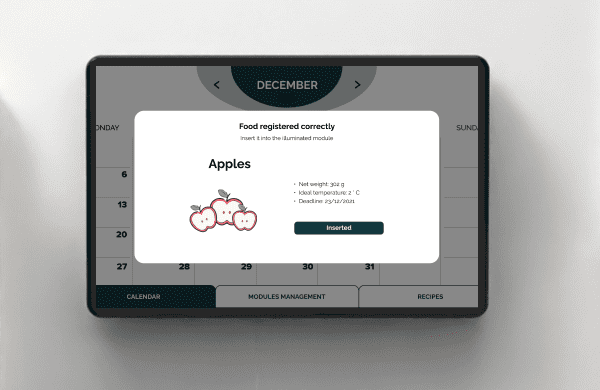 < DECEMBER >
ONDAY
SUND
Food registered correctly
Insert it into the illuminated module
Apples
• Net weight: 302 g
• Ideal temperature: 2 ° C
• Deadline: 23/12/2021
Inserted
6
13
20
27 28 29 30 31
CALENDAR MODULES MANAGEMENT RECIPES